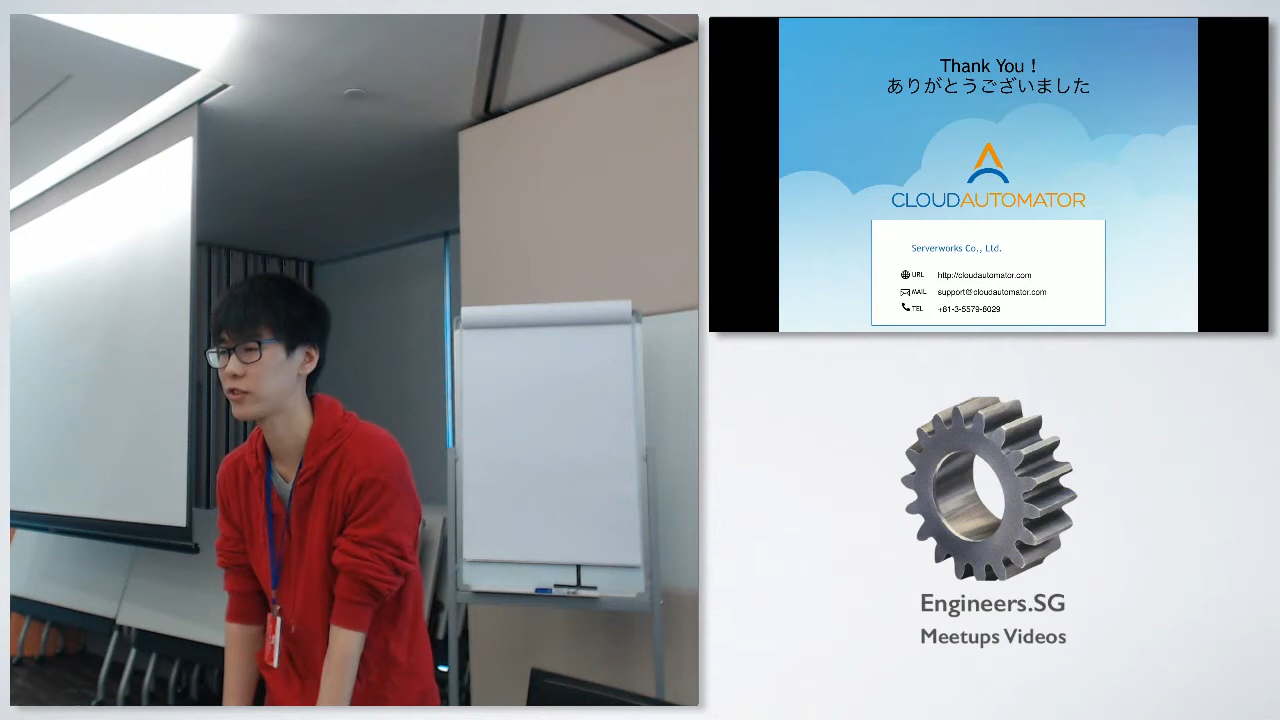 Thank You !
ありがとうございました
CLOUDAUTOMATOR
Serverworks Co., Ltd.
URL http://cloudautomator.com
MAIL support@cloudautomator.com
TEL +81-3-5579-8029
Engineers.SG
Meetups Videos